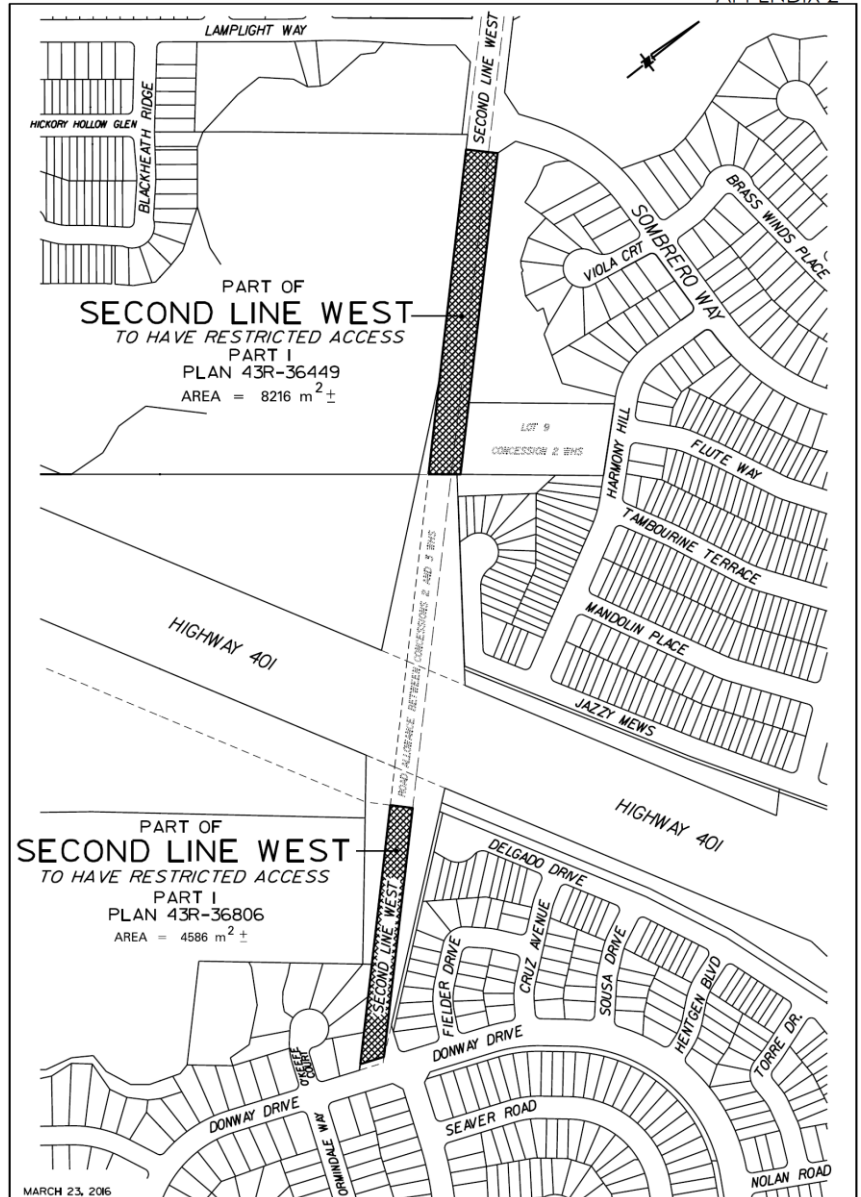 APPENDIX 2
LAMPLIGHT WAY
SECOND LINE WEST
HICKORY HOLLOW GLEN
BLACKHEATH RIDGE
BRASS WINDS PLACE
SOMBRERO WAY
VIOLA CRT
PART OF
SECOND LINE WEST
TO HAVE RESTRICTED ACCESS
PART I
PLAN 43R-36449
AREA = 8216 m² ±
LOT 9
CONCESSION 2 WHS
HARMONY HILL
FLUTE WAY
TAMBOURINE TERRACE
ROAD ALLOWANCE BETWEEN CONCESSIONS 2 AND 3 WHS
HIGHWAY 401
MANDOLIN PLACE
JAZZY MEWS
HIGHWAY 401
PART OF
SECOND LINE WEST
TO HAVE RESTRICTED ACCESS
PART I
PLAN 43R-36806
AREA = 4586 m² ±
SECOND LINE WEST
DELGADO DRIVE
FIELDER DRIVE
CRUZ AVENUE
SOUSA DRIVE
HENTGEN BLVD
TORRE DR.
DONWAY DRIVE
O'KEEFE
COURT
DONWAY DRIVE
ORMINDALE WAY
SEAVER ROAD
NOLAN ROAD
MARCH 23, 2016